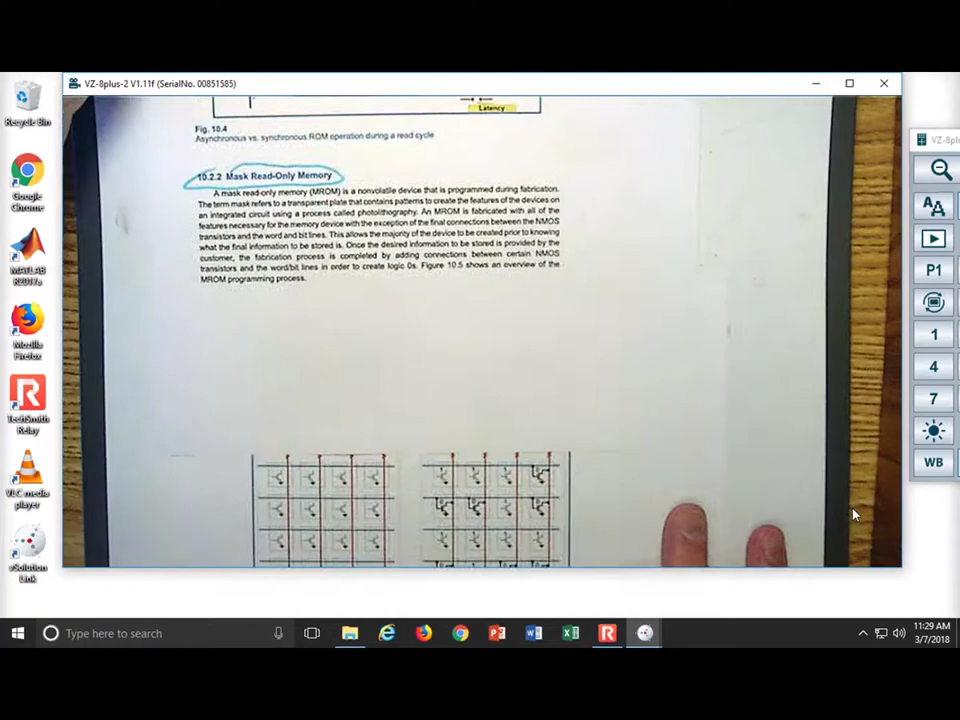 VZ-8plus-2 V1.11f (SerialNo. 00851585)
Recycle Bin
Google Chrome
MATLAB R2017a
Mozilla Firefox
TechSmith Relay
VLC media player
vSolution Link
Latency
Fig. 10.4
Asynchronous vs. synchronous ROM operation during a read cycle
10.2.2 Mask Read-Only Memory
A mask read-only memory (MROM) is a nonvolatile device that is programmed during fabrication.
The term mask refers to a transparent plate that contains patterns to create the features of the devices on
an integrated circuit using a process called photolithography. An MROM is fabricated with all of the
features necessary for the memory device with the exception of the final connections between the NMOS
transistors and the word and bit lines. This allows the majority of the device to be created prior to knowing
what the final information to be stored is. Once the desired information to be stored is provided by the
customer, the fabrication process is completed by adding connections between certain NMOS
transistors and the word/bit lines in order to create logic 0s. Figure 10.5 shows an overview of the
MROM programming process.
VZ-8pl
AA
P1
1
4
7
WB
Type here to search
11:29 AM
3/7/2018